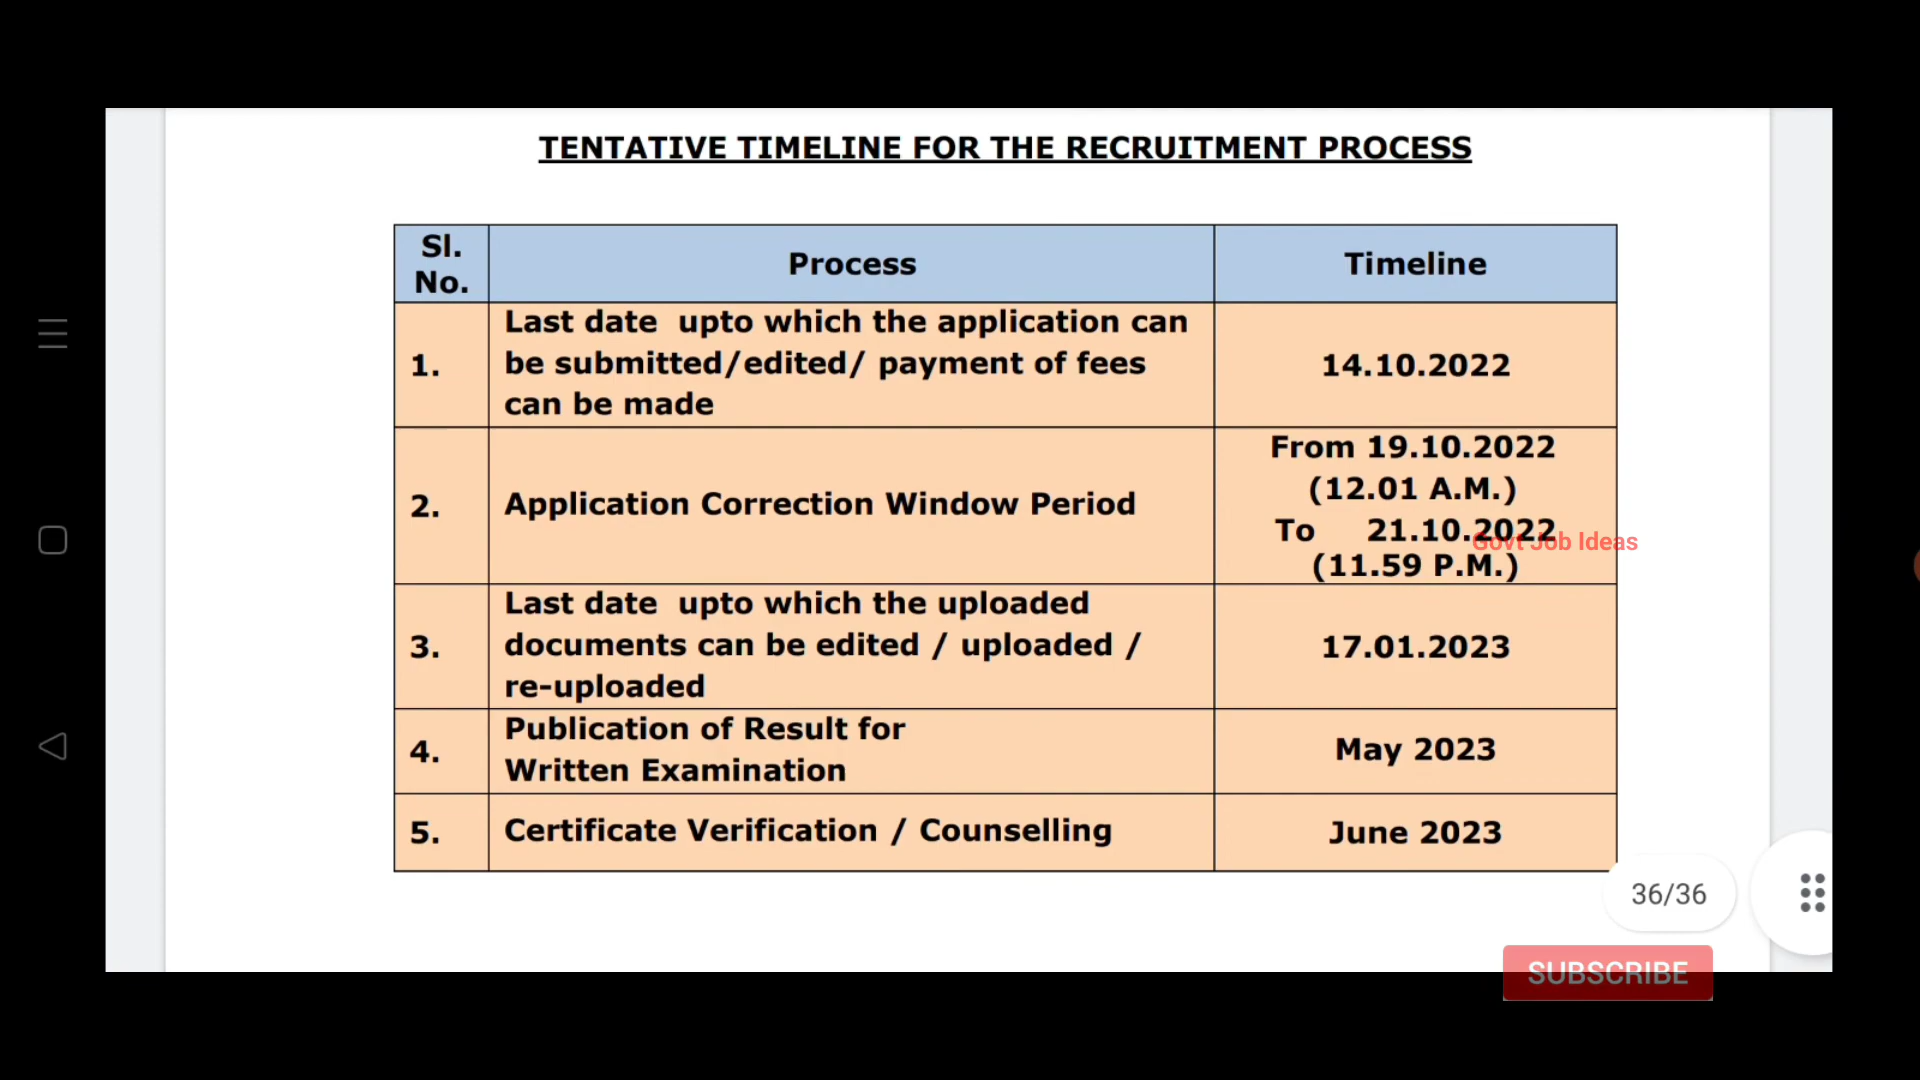 TENTATIVE TIMELINE FOR THE RECRUITMENT PROCESS
Sl.
No.
Process
Timeline
1.
Last date upto which the application can
be submitted/edited/ payment of fees
can be made
14.10.2022
2.
Application Correction Window Period
From 19.10.2022
(12.01 A.M.)
To 21.10.2022
(11.59 P.M.)
Govt Job Ideas
3.
Last date upto which the uploaded
documents can be edited / uploaded /
re-uploaded
17.01.2023
4.
Publication of Result for
Written Examination
May 2023
5.
Certificate Verification / Counselling
June 2023
36/36
SUBSCRIBE